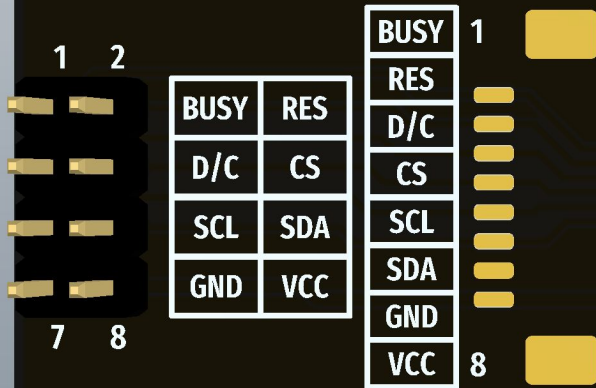 1 2
BUSY RES
D/C CS
SCL SDA
GND VCC
7 8
BUSY 1
RES
D/C
CS
SCL
SDA
GND
VCC 8